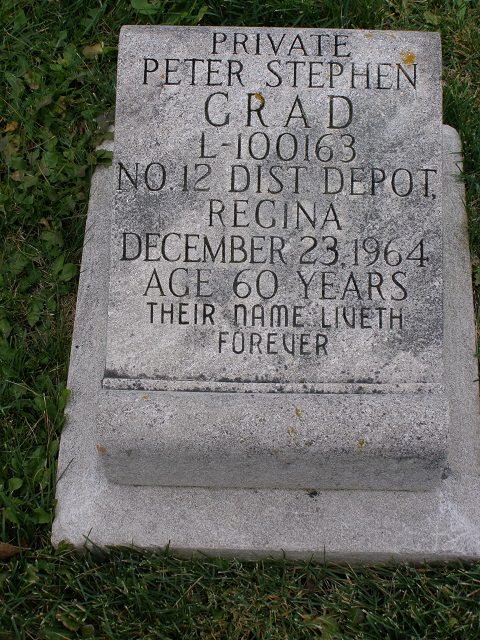 PRIVATE
PETER STEPHEN
GRAD
L-100163
NO. 12 DIST DEPOT,
REGINA
DECEMBER 23, 1964
AGE 60 YEARS
THEIR NAME LIVETH
FOREVER